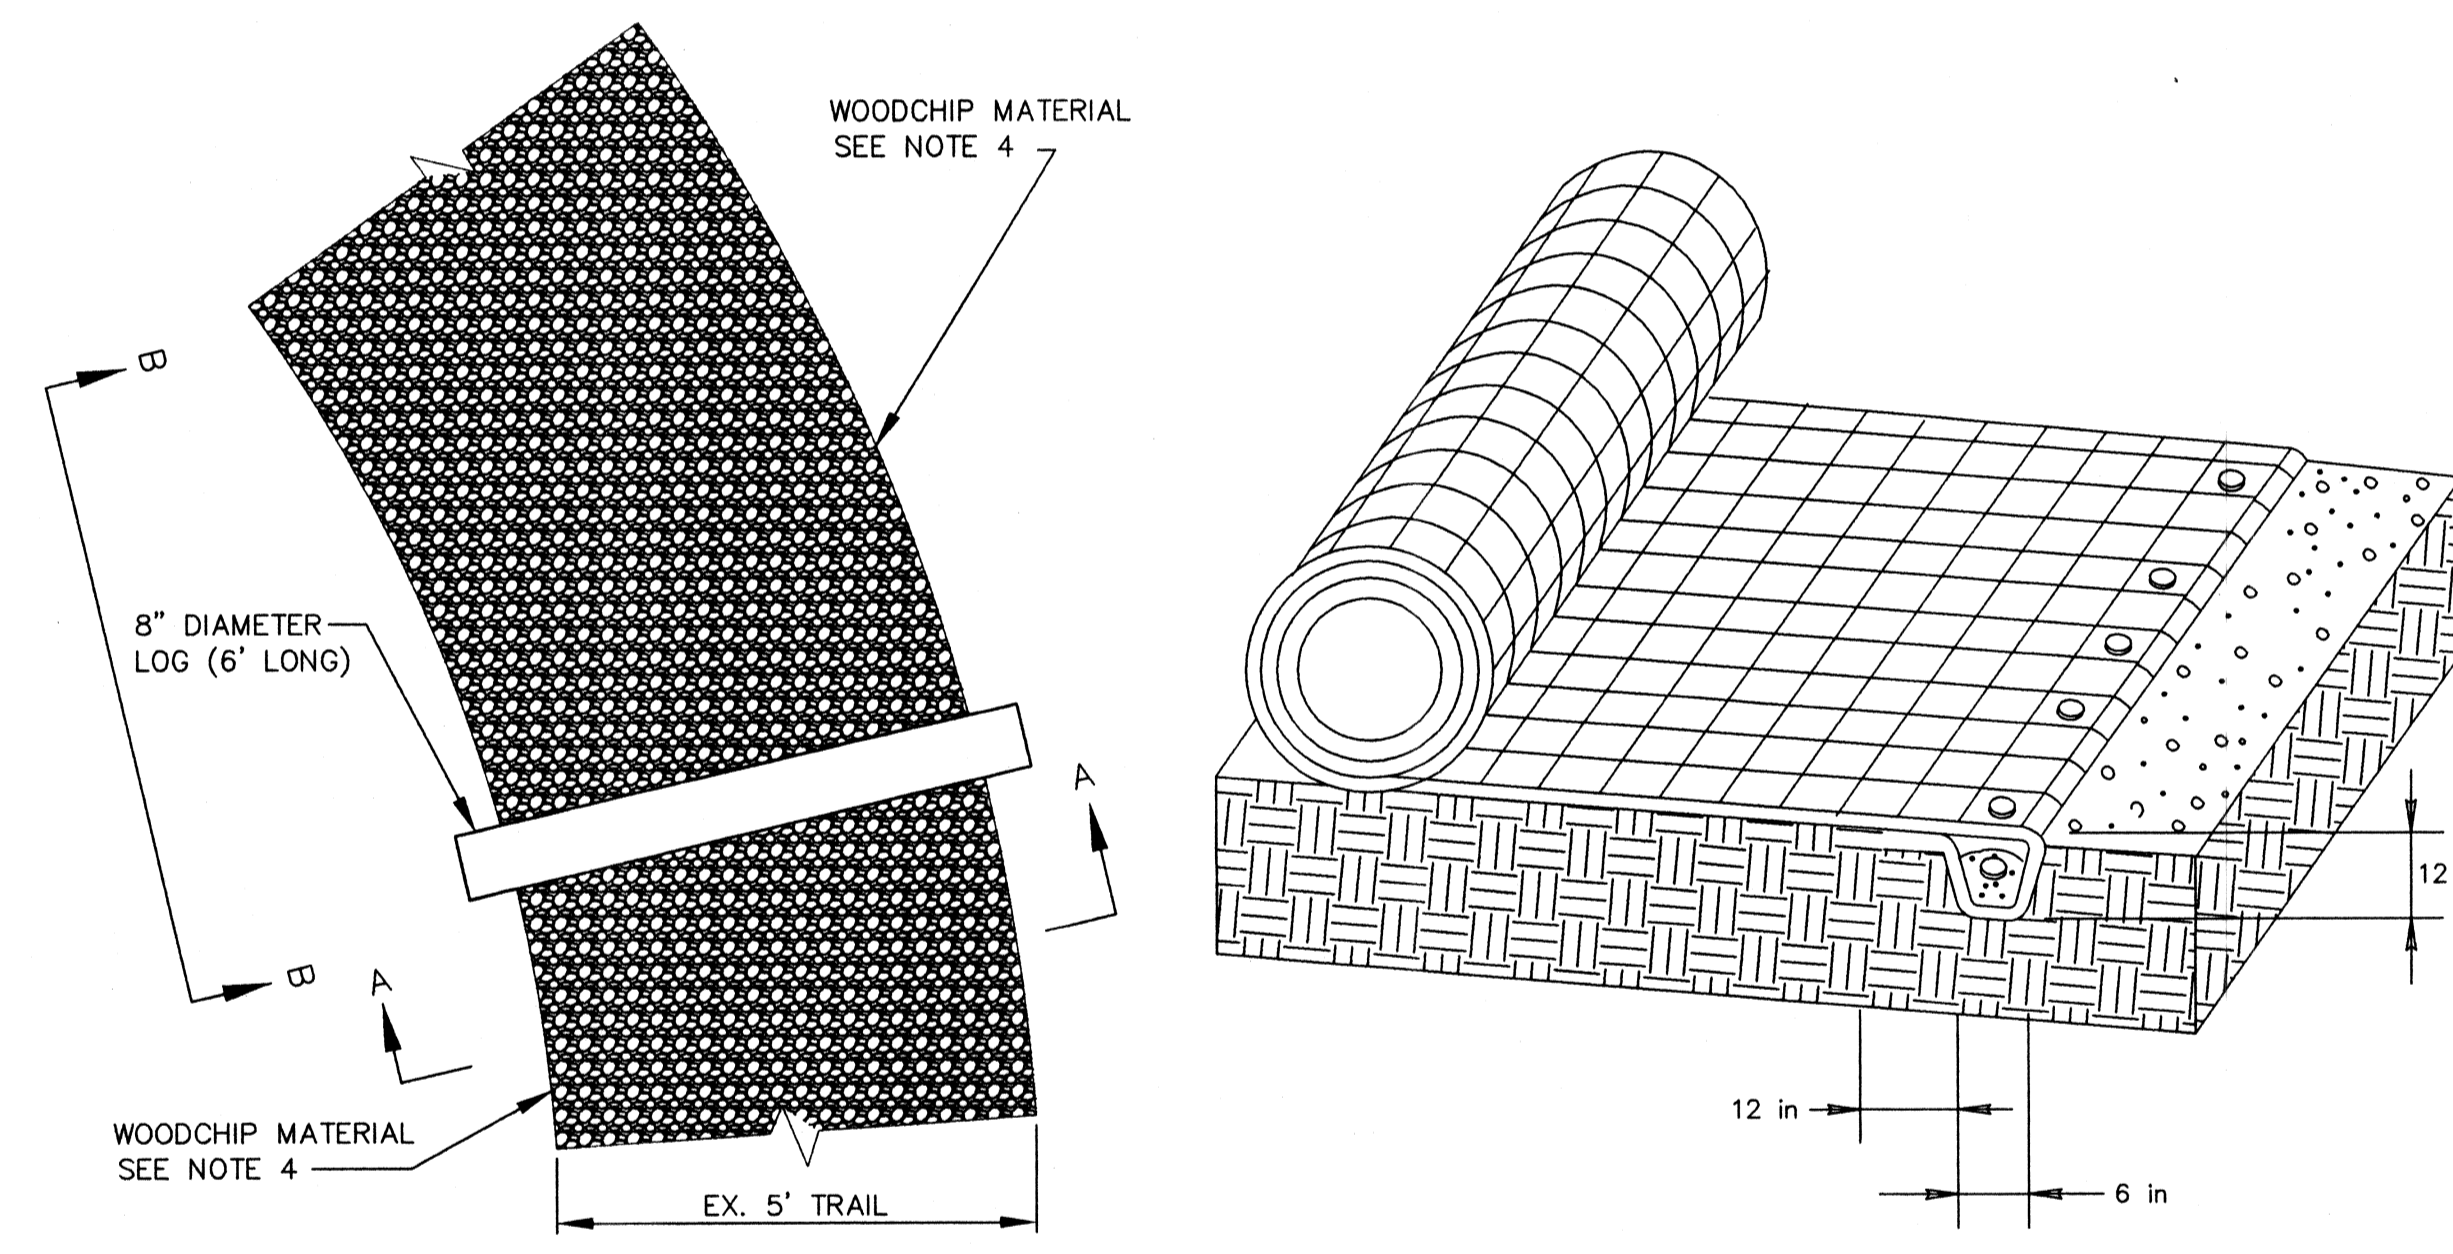 WOODCHIP MATERIAL
SEE NOTE 4
B
8" DIAMETER
LOG (6' LONG)
A
B
A
WOODCHIP MATERIAL
SEE NOTE 4
EX. 5' TRAIL
12
12 in
6 in